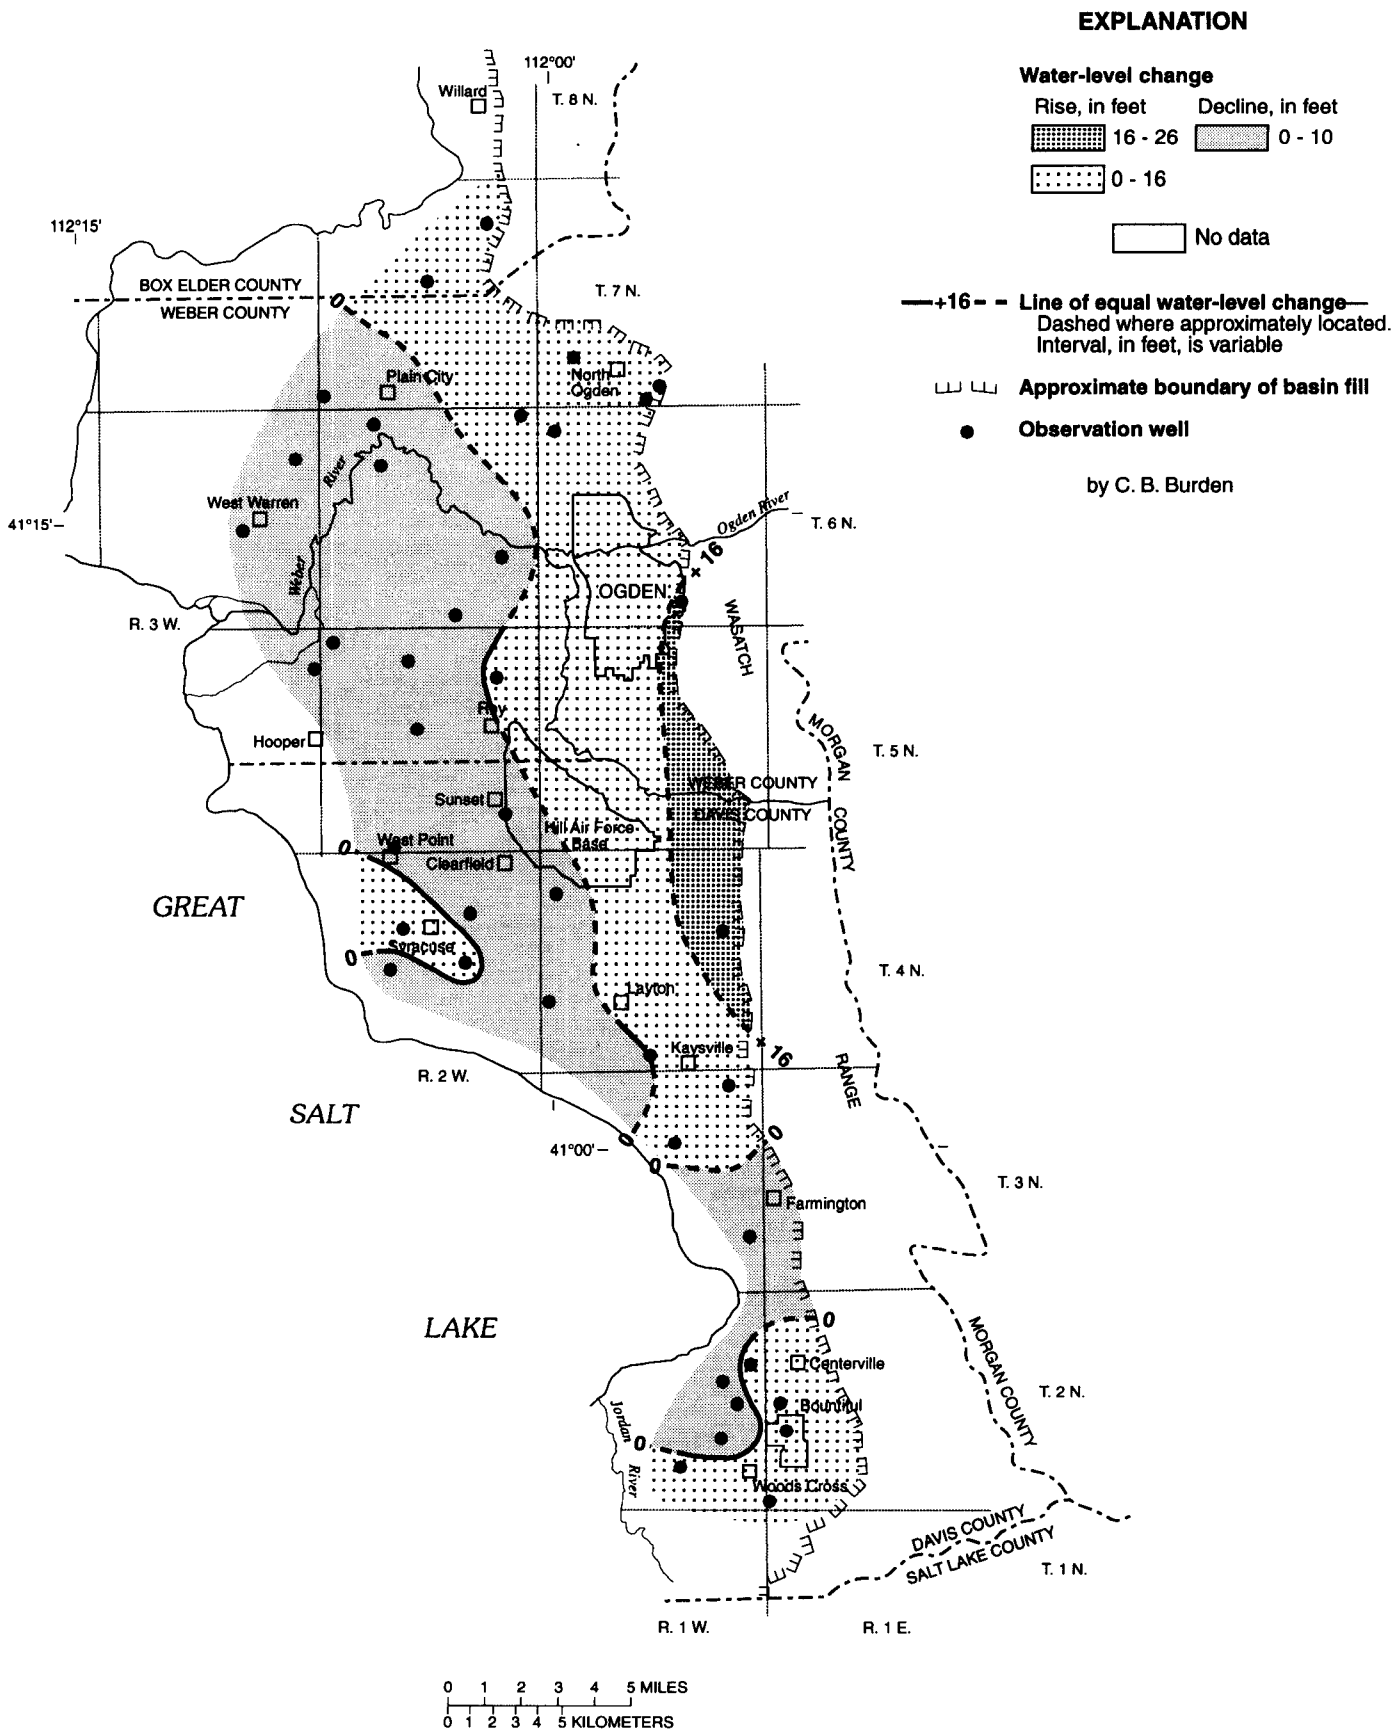 EXPLANATION
Water-level change
Rise, in feet
Decline, in feet
16 - 26
0 - 10
0 - 16
No data
+16
Line of equal water-level change—
Dashed where approximately located.
Interval, in feet, is variable
Approximate boundary of basin fill
Observation well
by C. B. Burden
112°00'
Willard
T. 8 N.
112°15'
BOX ELDER COUNTY
WEBER COUNTY
0
T. 7 N.
Plain City
North
Ogden
River
West Warren
41°15'
Ogden River
T. 6 N.
+ 16
Weber
OGDEN
WASATCH
R. 3 W.
Roy
Hooper
MORGAN
COUNTY
T. 5 N.
WEBER COUNTY
DAVIS COUNTY
Sunset
Hill Air Force
Base
0
West Point
Clearfield
GREAT
Syracuse
0
T. 4 N.
Layton
Kaysville
+ 16
R. 2 W.
RANGE
SALT
41°00'
0
0
0
T. 3 N.
Farmington
LAKE
0
Centerville
MORGAN COUNTY
T. 2 N.
Bountiful
Jordan
River
0
Woods Cross
DAVIS COUNTY
SALT LAKE COUNTY
T. 1 N.
R. 1 W.
R. 1 E.
0 1 2 3 4 5 MILES
0 1 2 3 4 5 KILOMETERS